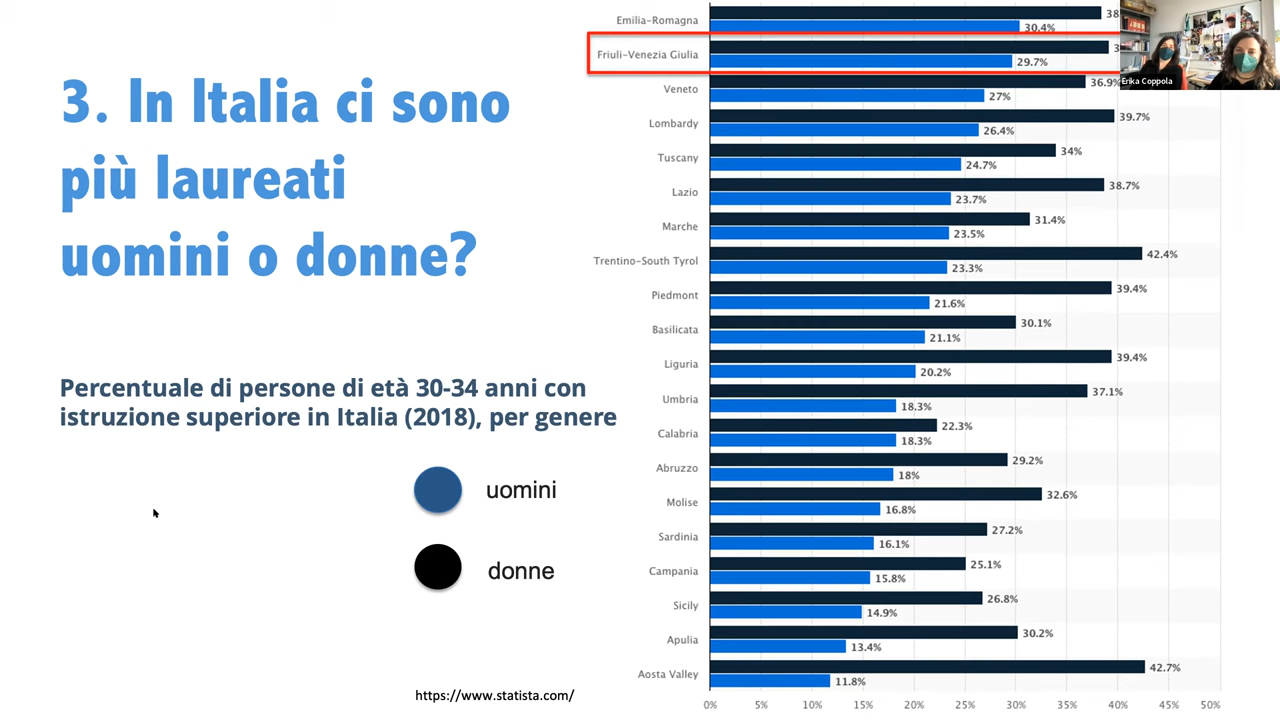 3. In Italia ci sono
più laureati
uomini o donne?
Percentuale di persone di età 30-34 anni con
istruzione superiore in Italia (2018), per genere
uomini
donne
https://www.statista.com/
Emilia-Romagna
38
30.4%
Friuli-Venezia Giulia
3
29.7%
Veneto
36.9%
27%
Lombardy
39.7%
26.4%
Tuscany
34%
24.7%
Lazio
38.7%
23.7%
Marche
31.4%
23.5%
Trentino-South Tyrol
42.4%
23.3%
Piedmont
39.4%
21.6%
Basilicata
30.1%
21.1%
Liguria
39.4%
20.2%
Umbria
37.1%
18.3%
Calabria
22.3%
18.3%
Abruzzo
29.2%
18%
Molise
32.6%
16.8%
Sardinia
27.2%
16.1%
Campania
25.1%
15.8%
Sicily
26.8%
14.9%
Apulia
30.2%
13.4%
Aosta Valley
42.7%
11.8%
0% 5% 10% 15% 20% 25% 30% 35% 40% 45% 50%
Erika Coppola